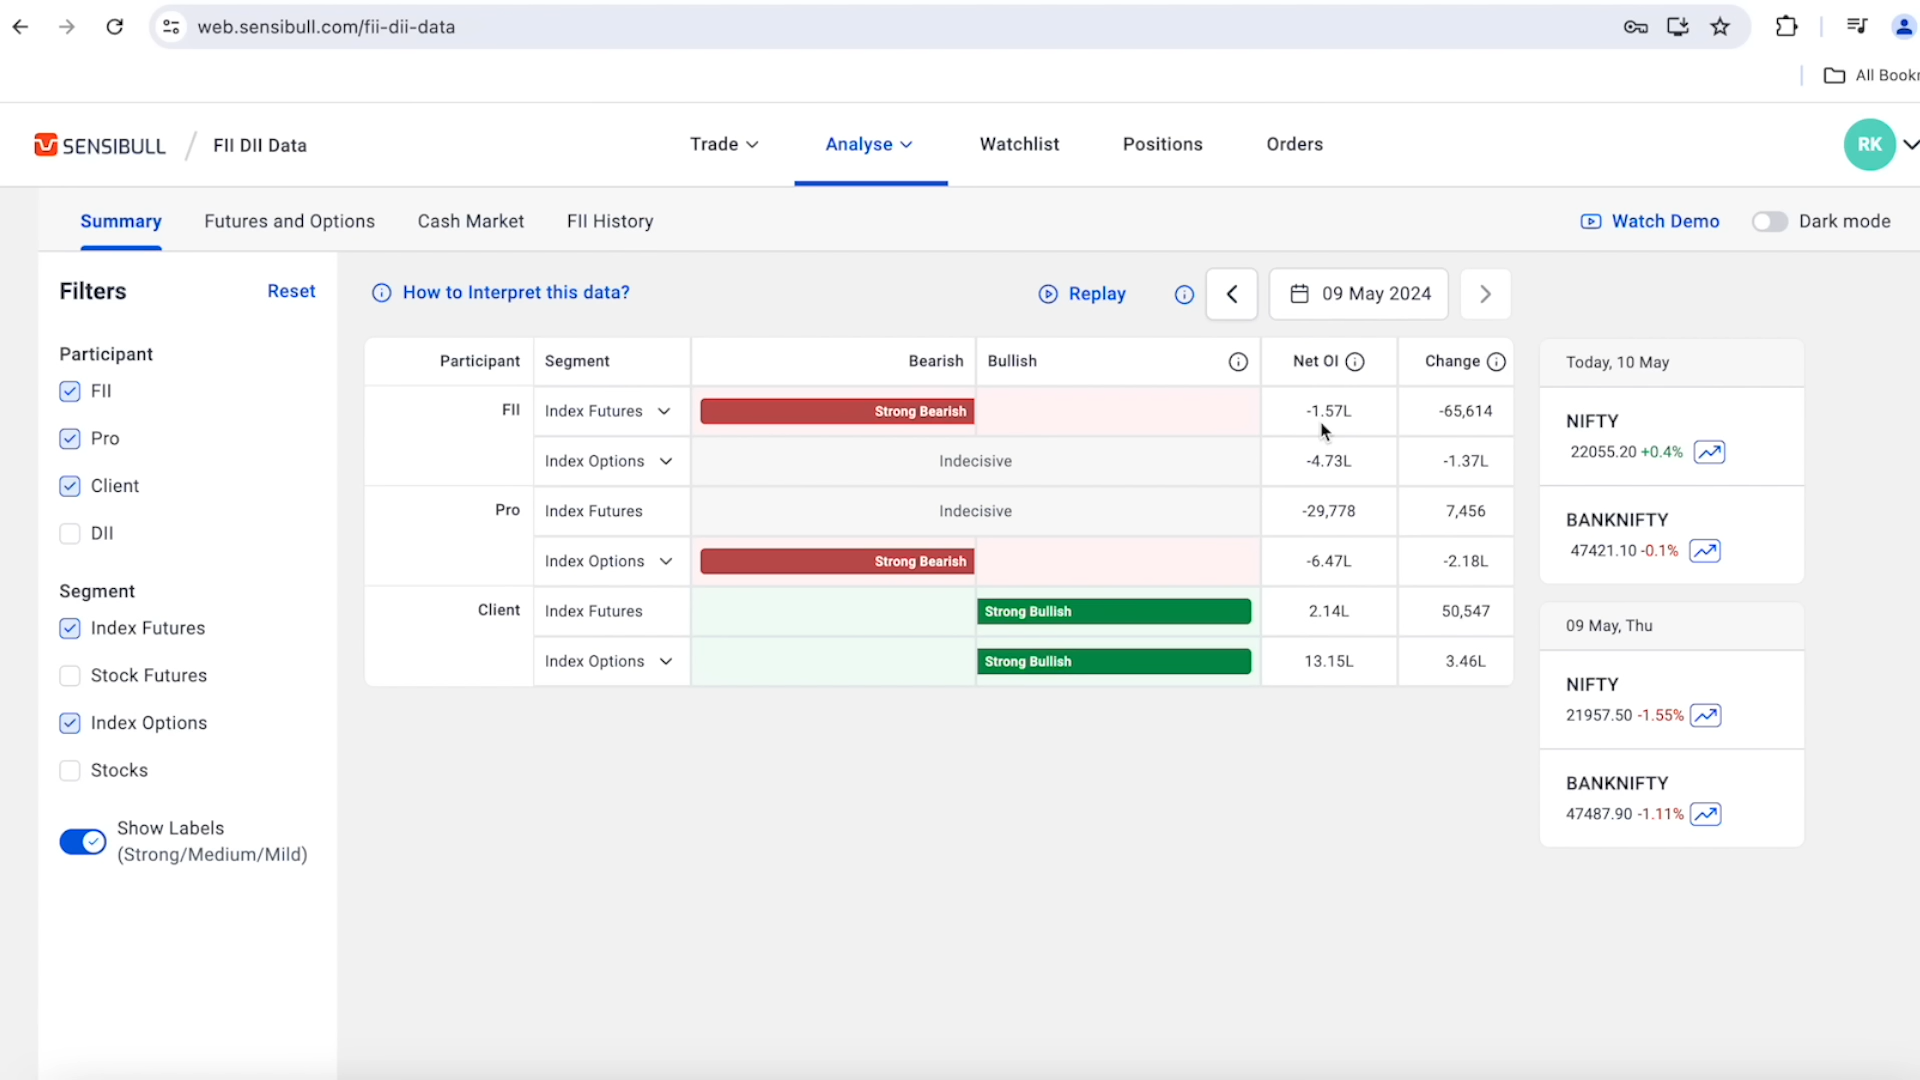 web.sensibull.com/fii-dii-data
All Bookr
SENSIBULL / FII DII Data
Trade
Analyse
Watchlist
Positions
Orders
RK
Summary
Futures and Options
Cash Market
FII History
Watch Demo
Dark mode
Filters
Reset
Participant
FII
Pro
Client
DII
Segment
Index Futures
Stock Futures
Index Options
Stocks
Show Labels
(Strong/Medium/Mild)
How to Interpret this data?
Replay
09 May 2024
Participant Segment Bearish Bullish Net OI Change
FII Index Futures Strong Bearish -1.57L -65,614
Index Options Indecisive -4.73L -1.37L
Pro Index Futures Indecisive -29,778 7,456
Index Options Strong Bearish -6.47L -2.18L
Client Index Futures Strong Bullish 2.14L 50,547
Index Options Strong Bullish 13.15L 3.46L
Today, 10 May
NIFTY
22055.20 +0.4%
BANKNIFTY
47421.10 -0.1%
09 May, Thu
NIFTY
21957.50 -1.55%
BANKNIFTY
47487.90 -1.11%